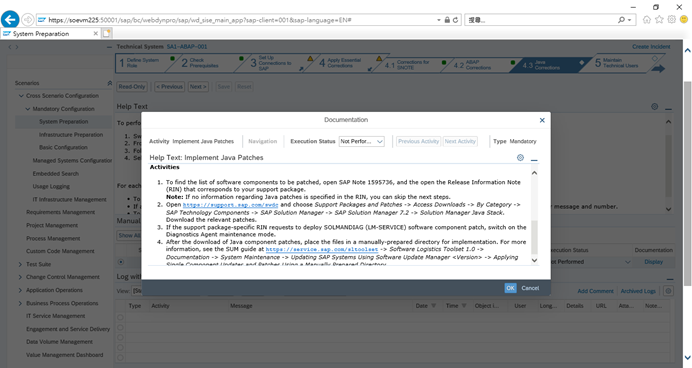 https://soevm225:50001/sap/bc/webdynpro/sap/wd_sise_main_app?sap-client=001&sap-language=EN#
搜尋...
System Preparation
Technical System SA1~ABAP~001
Create Incident
1 Define System Role
2 Check Prerequisites
3 Set Up Connections to SAP
4 Apply Essential Corrections
4.1 Corrections for SNOTE
4.2 ABAP Corrections
4.3 Java Corrections
5 Maintain Technical Users
Read-Only
< Previous
Next >
Save
Reset
Scenarios
Cross Scenario Configuration
Mandatory Configuration
System Preparation
Infrastructure Preparation
Basic Configuration
Managed Systems Configuration
Embedded Search
Usage Logging
IT Infrastructure
Requirements Management
Project Management
Process Management
Custom Code Management
Test Suite
Change Control Management
Application Operations
Business Process Operations
IT Service Management
Engagement and Service Delivery
Data Volume Management
Value Management Dashboard
Help Text
To perfo
For each
message and number.
Manual
Execution Status
Documentation
Display
Log
View:
Add Comment
Archived Logs
Type
Activity
Message
Date
Time
Object i...
User
Long...
Details
URL
Atta...
Note...
Documentation
Activity Implement Java Patches
Navigation
Execution Status
Not Perfor...
Previous Activity
Next Activity
Type Mandatory
Help Text: Implement Java Patches
Activities
1. To find the list of software components to be patched, open SAP Note 1595736, and the open the Release Information Note
(RIN) that corresponds to your support package.
Note: If no information regarding Java patches is specified in the RIN, you can skip the next steps.
2. Open https://support.sap.com/swdc and choose Support Packages and Patches -> Access Downloads -> By Category ->
SAP Technology Components -> SAP Solution Manager -> SAP Solution Manager 7.2 -> Solution Manager Java Stack.
Download the relevant patches.
3. If the support package-specific RIN requests to deploy SOLMANDIAG (LM-SERVICE) software component patch, switch on the
Diagnostics Agent maintenance mode.
4. After the download of Java component patches, place the files in a manually-prepared directory for implementation. For more
information, see the SUM guide at https://service.sap.com/sltoolset -> Software Logistics Toolset 1.0 ->
Documentation -> System Maintenance -> Updating SAP Systems Using Software Update Manager <Version> -> Applying
Single Component Updates and Patches Using a Manually Prepared Directory
OK
Cancel